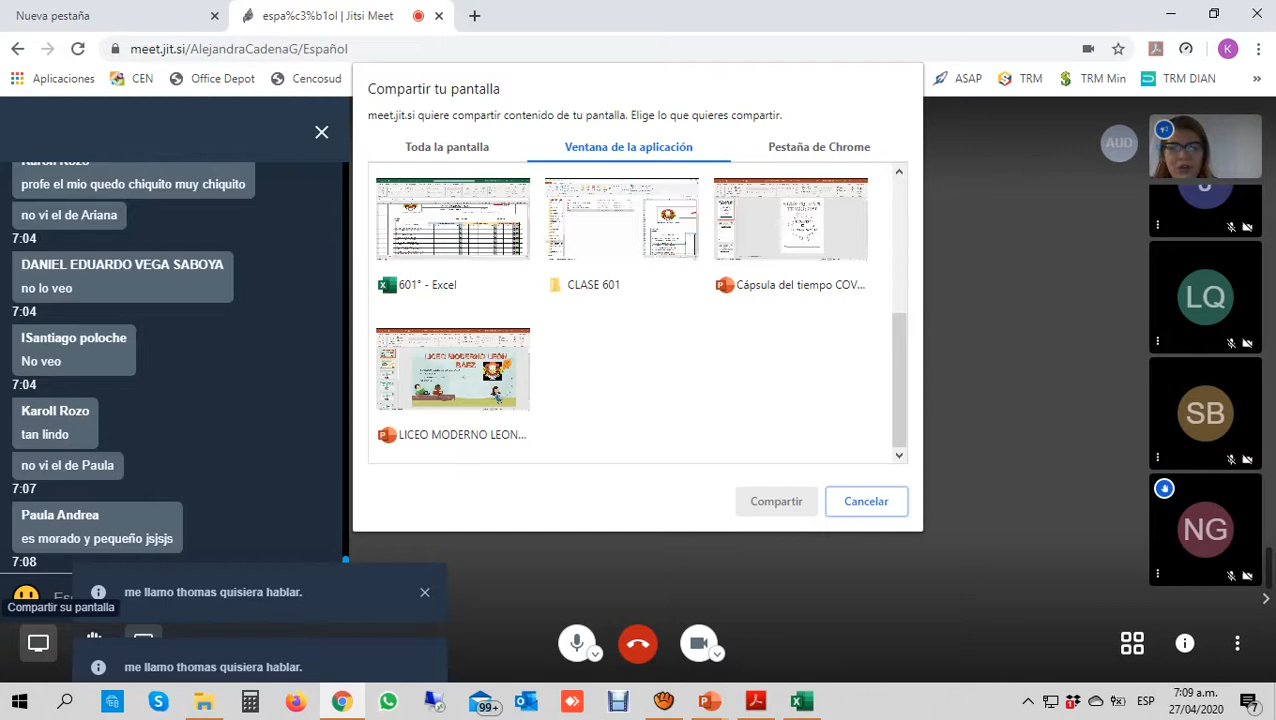 Nueva pestaña
espa%c3%b1ol | Jitsi Meet
meet.jit.si/AlejandraCadenaG/Español
K
Aplicaciones
CEN
Office Depot
Cencosud
ASAP
TRM
TRM Min
TRM DIAN
»
Compartir tu pantalla
meet.jit.si quiere compartir contenido de tu pantalla. Elige lo que quieres compartir.
Toda la pantalla
Ventana de la aplicación
Pestaña de Chrome
601° - Excel
CLASE 601
Cápsula del tiempo COV...
LICEO MODERNO LEÓN
BÁEZ
LICEO MODERNO LEON...
Compartir
Cancelar
Karoll Rozo
profe el mio quedo chiquito muy chiquito
no vi el de Ariana
7:04
DANIEL EDUARDO VEGA SABOYA
no lo veo
7:04
ISantiago poloche
No veo
7:04
Karoll Rozo
tan lindo
no vi el de Paula
7:07
Paula Andrea
es morado y pequeño jsjsjs
7:08
Compartir su pantalla
me llamo thomas quisiera hablar.
me llamo thomas quisiera hablar.
AUD
LQ
SB
NG
99+
ESP
7:09 a.m.
27/04/2020
7